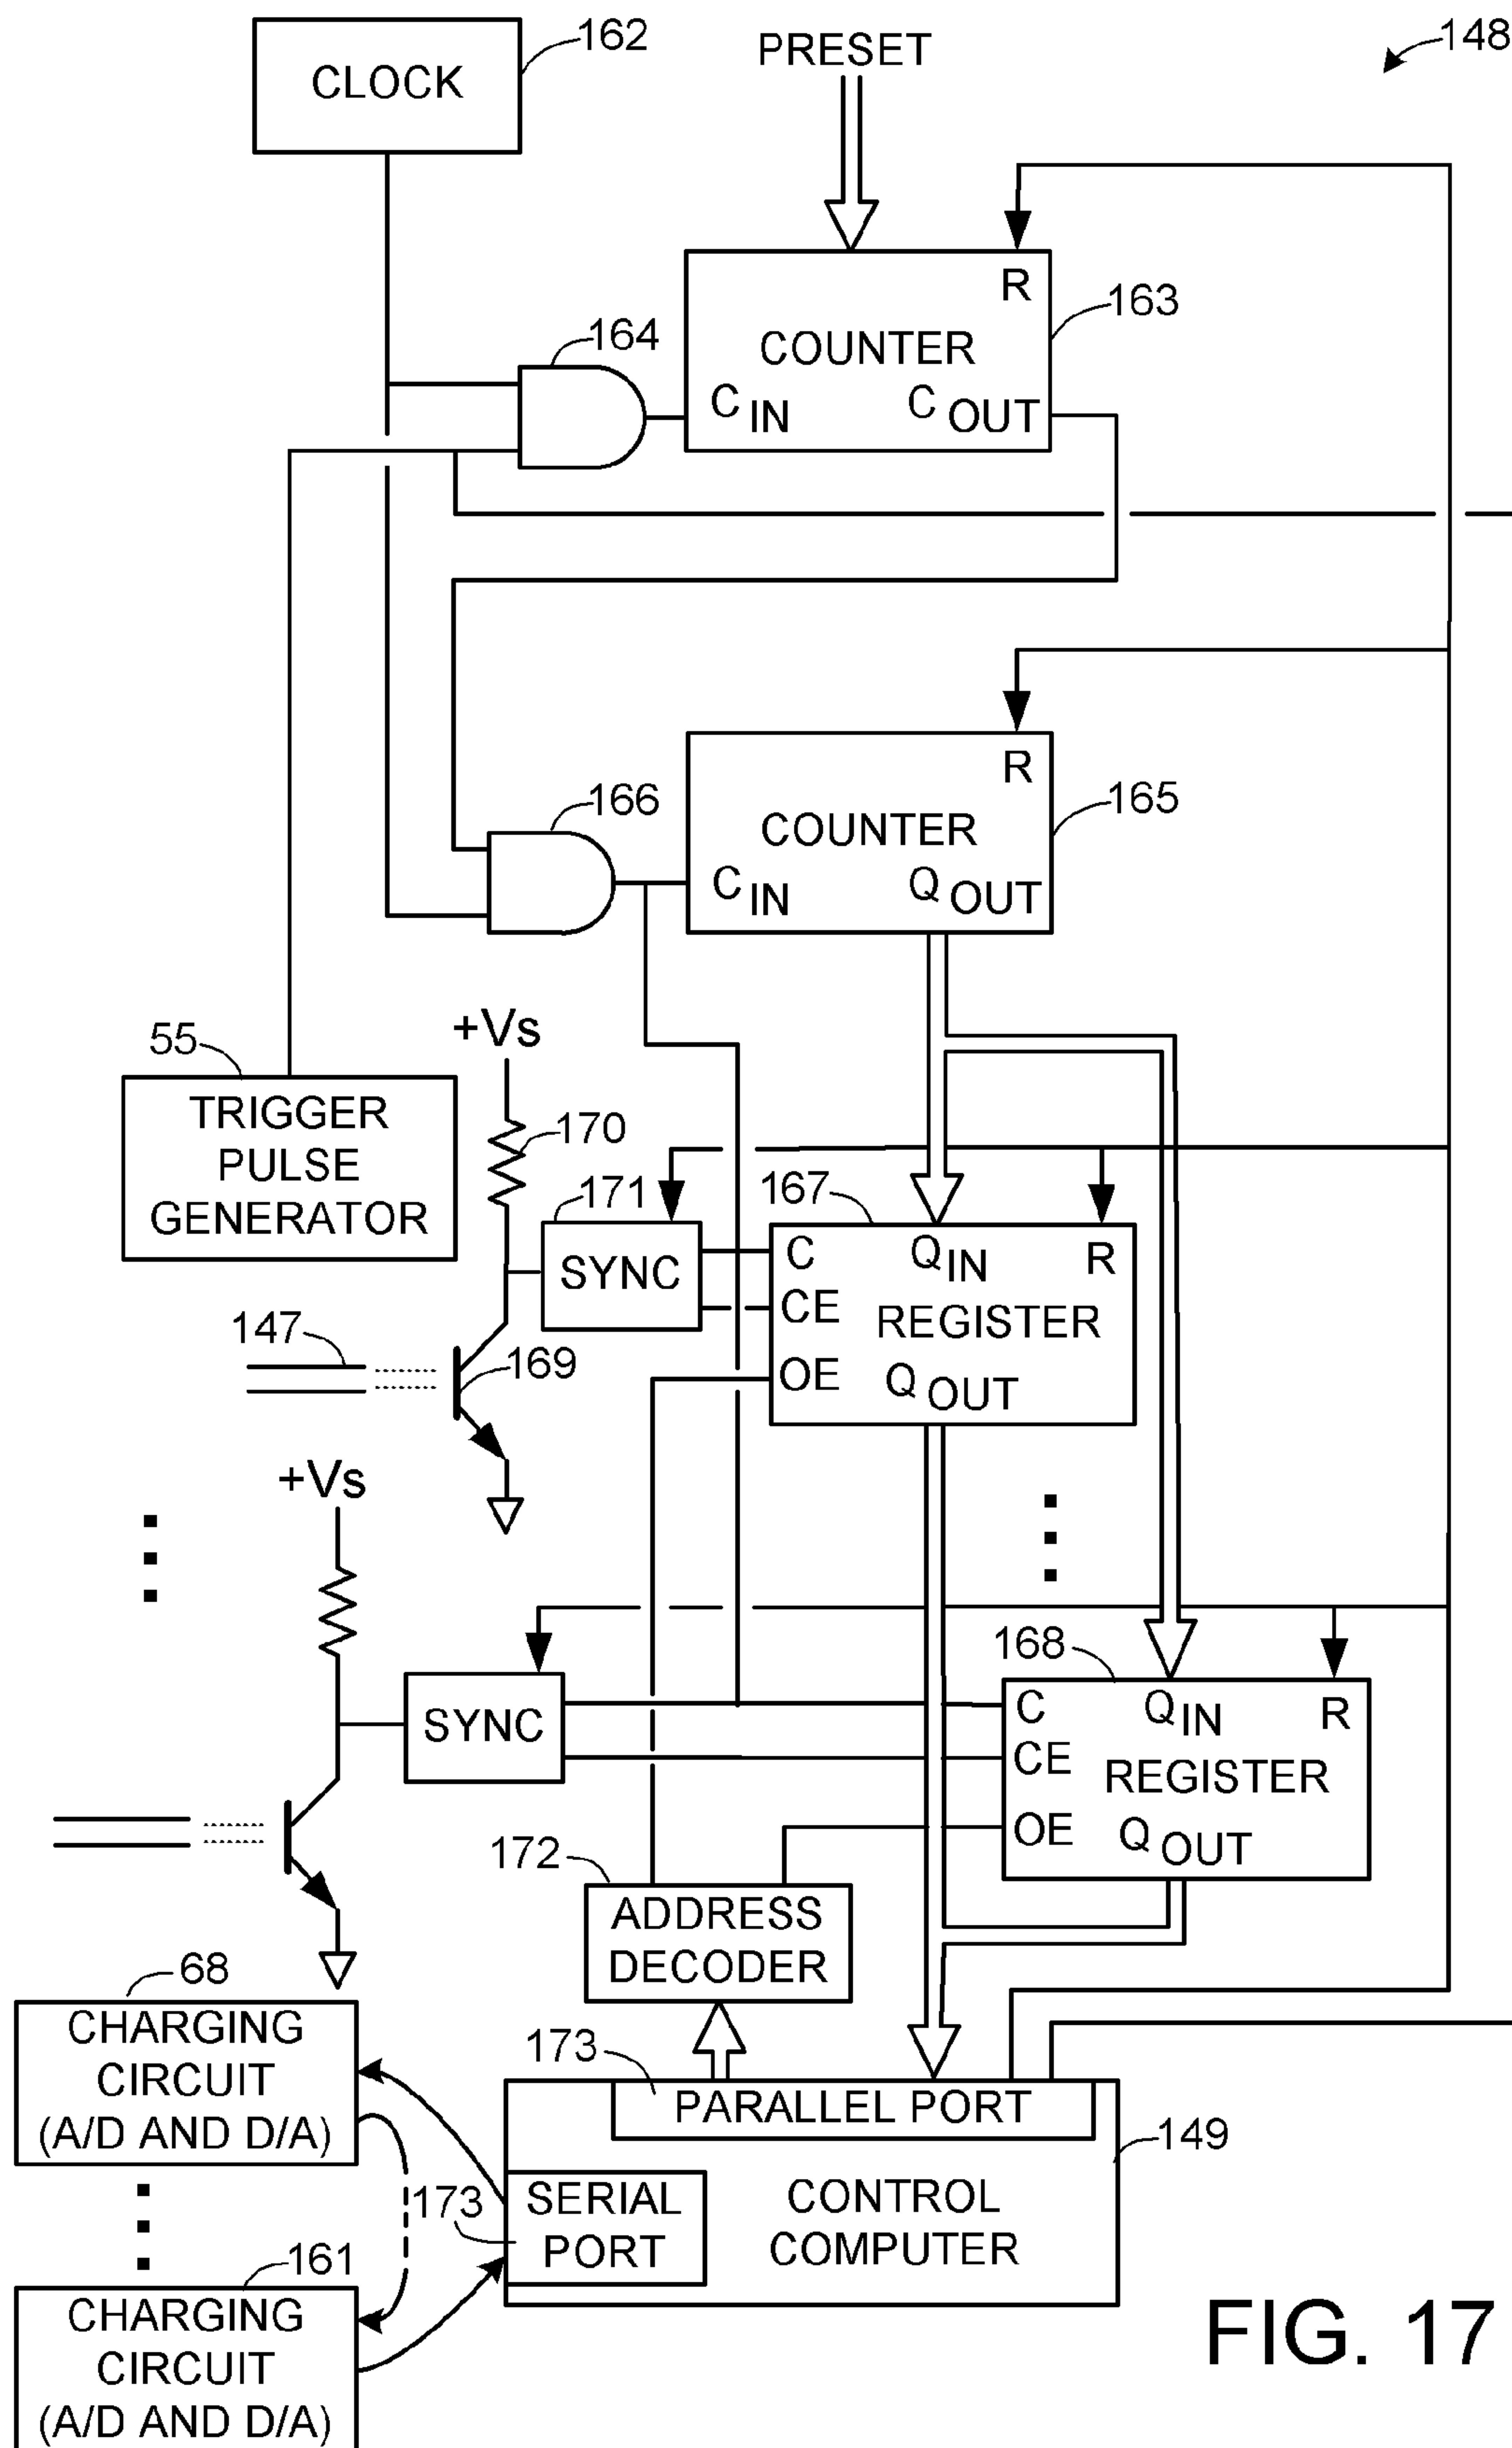 CLOCK
162
PRESET
148
R
163
COUNTER
164
C IN
C OUT
R
165
COUNTER
166
C IN
Q OUT
+Vs
55
TRIGGER
PULSE
GENERATOR
170
171
167
SYNC
C
Q IN
R
CE
REGISTER
147
169
OE
Q OUT
+Vs
168
SYNC
C
Q IN
R
CE
REGISTER
OE
Q OUT
172
ADDRESS
DECODER
68
CHARGING
CIRCUIT
(A/D AND D/A)
173
PARALLEL PORT
149
173
SERIAL
PORT
CONTROL
COMPUTER
161
CHARGING
CIRCUIT
(A/D AND D/A)
FIG. 17